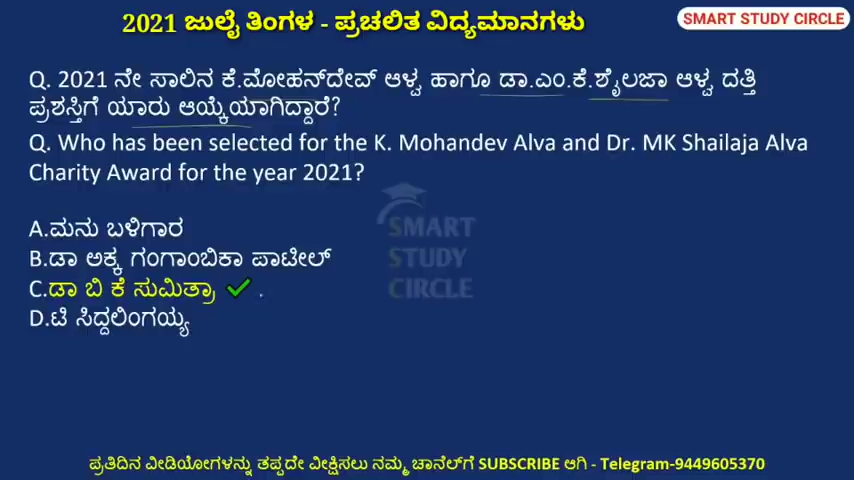 2021 ಜುಲೈ ತಿಂಗಳ - ಪ್ರಚಲಿತ ವಿದ್ಯಮಾನಗಳು
SMART STUDY CIRCLE
Q. 2021 ನೇ ಸಾಲಿನ ಕೆ.ಮೋಹನ್‌ದೇವ್ ಆಳ್ವ ಹಾಗೂ ಡಾ.ಎಂ.ಕೆ.ಶೈಲಜಾ ಆಳ್ವ ದತ್ತಿ
ಪ್ರಶಸ್ತಿಗೆ ಯಾರು ಆಯ್ಕೆಯಾಗಿದ್ದಾರೆ?
Q. Who has been selected for the K. Mohandev Alva and Dr. MK Shailaja Alva
Charity Award for the year 2021?
A.ಮನು ಬಳಿಗಾರ
B.ಡಾ ಅಕ್ಕ ಗಂಗಾಂಬಿಕಾ ಪಾಟೀಲ್
C.ಡಾ ಬಿ ಕೆ ಸುಮಿತ್ರಾ
D.ಟಿ ಸಿದ್ದಲಿಂಗಯ್ಯ
SMART
STUDY
CIRCLE
ಪ್ರತಿದಿನ ವೀಡಿಯೋಗಳನ್ನು ತಪ್ಪದೇ ವೀಕ್ಷಿಸಲು ನಮ್ಮ ಚಾನೆಲ್‌ಗೆ SUBSCRIBE ಆಗಿ - Telegram-9449605370